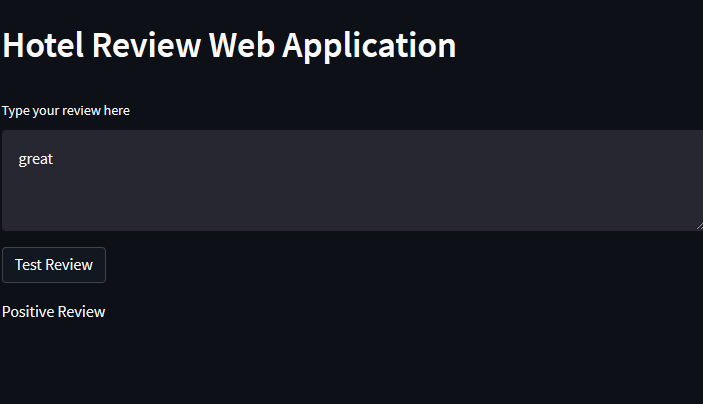 Hotel Review Web Application
Type your review here
great
Test Review
Positive Review